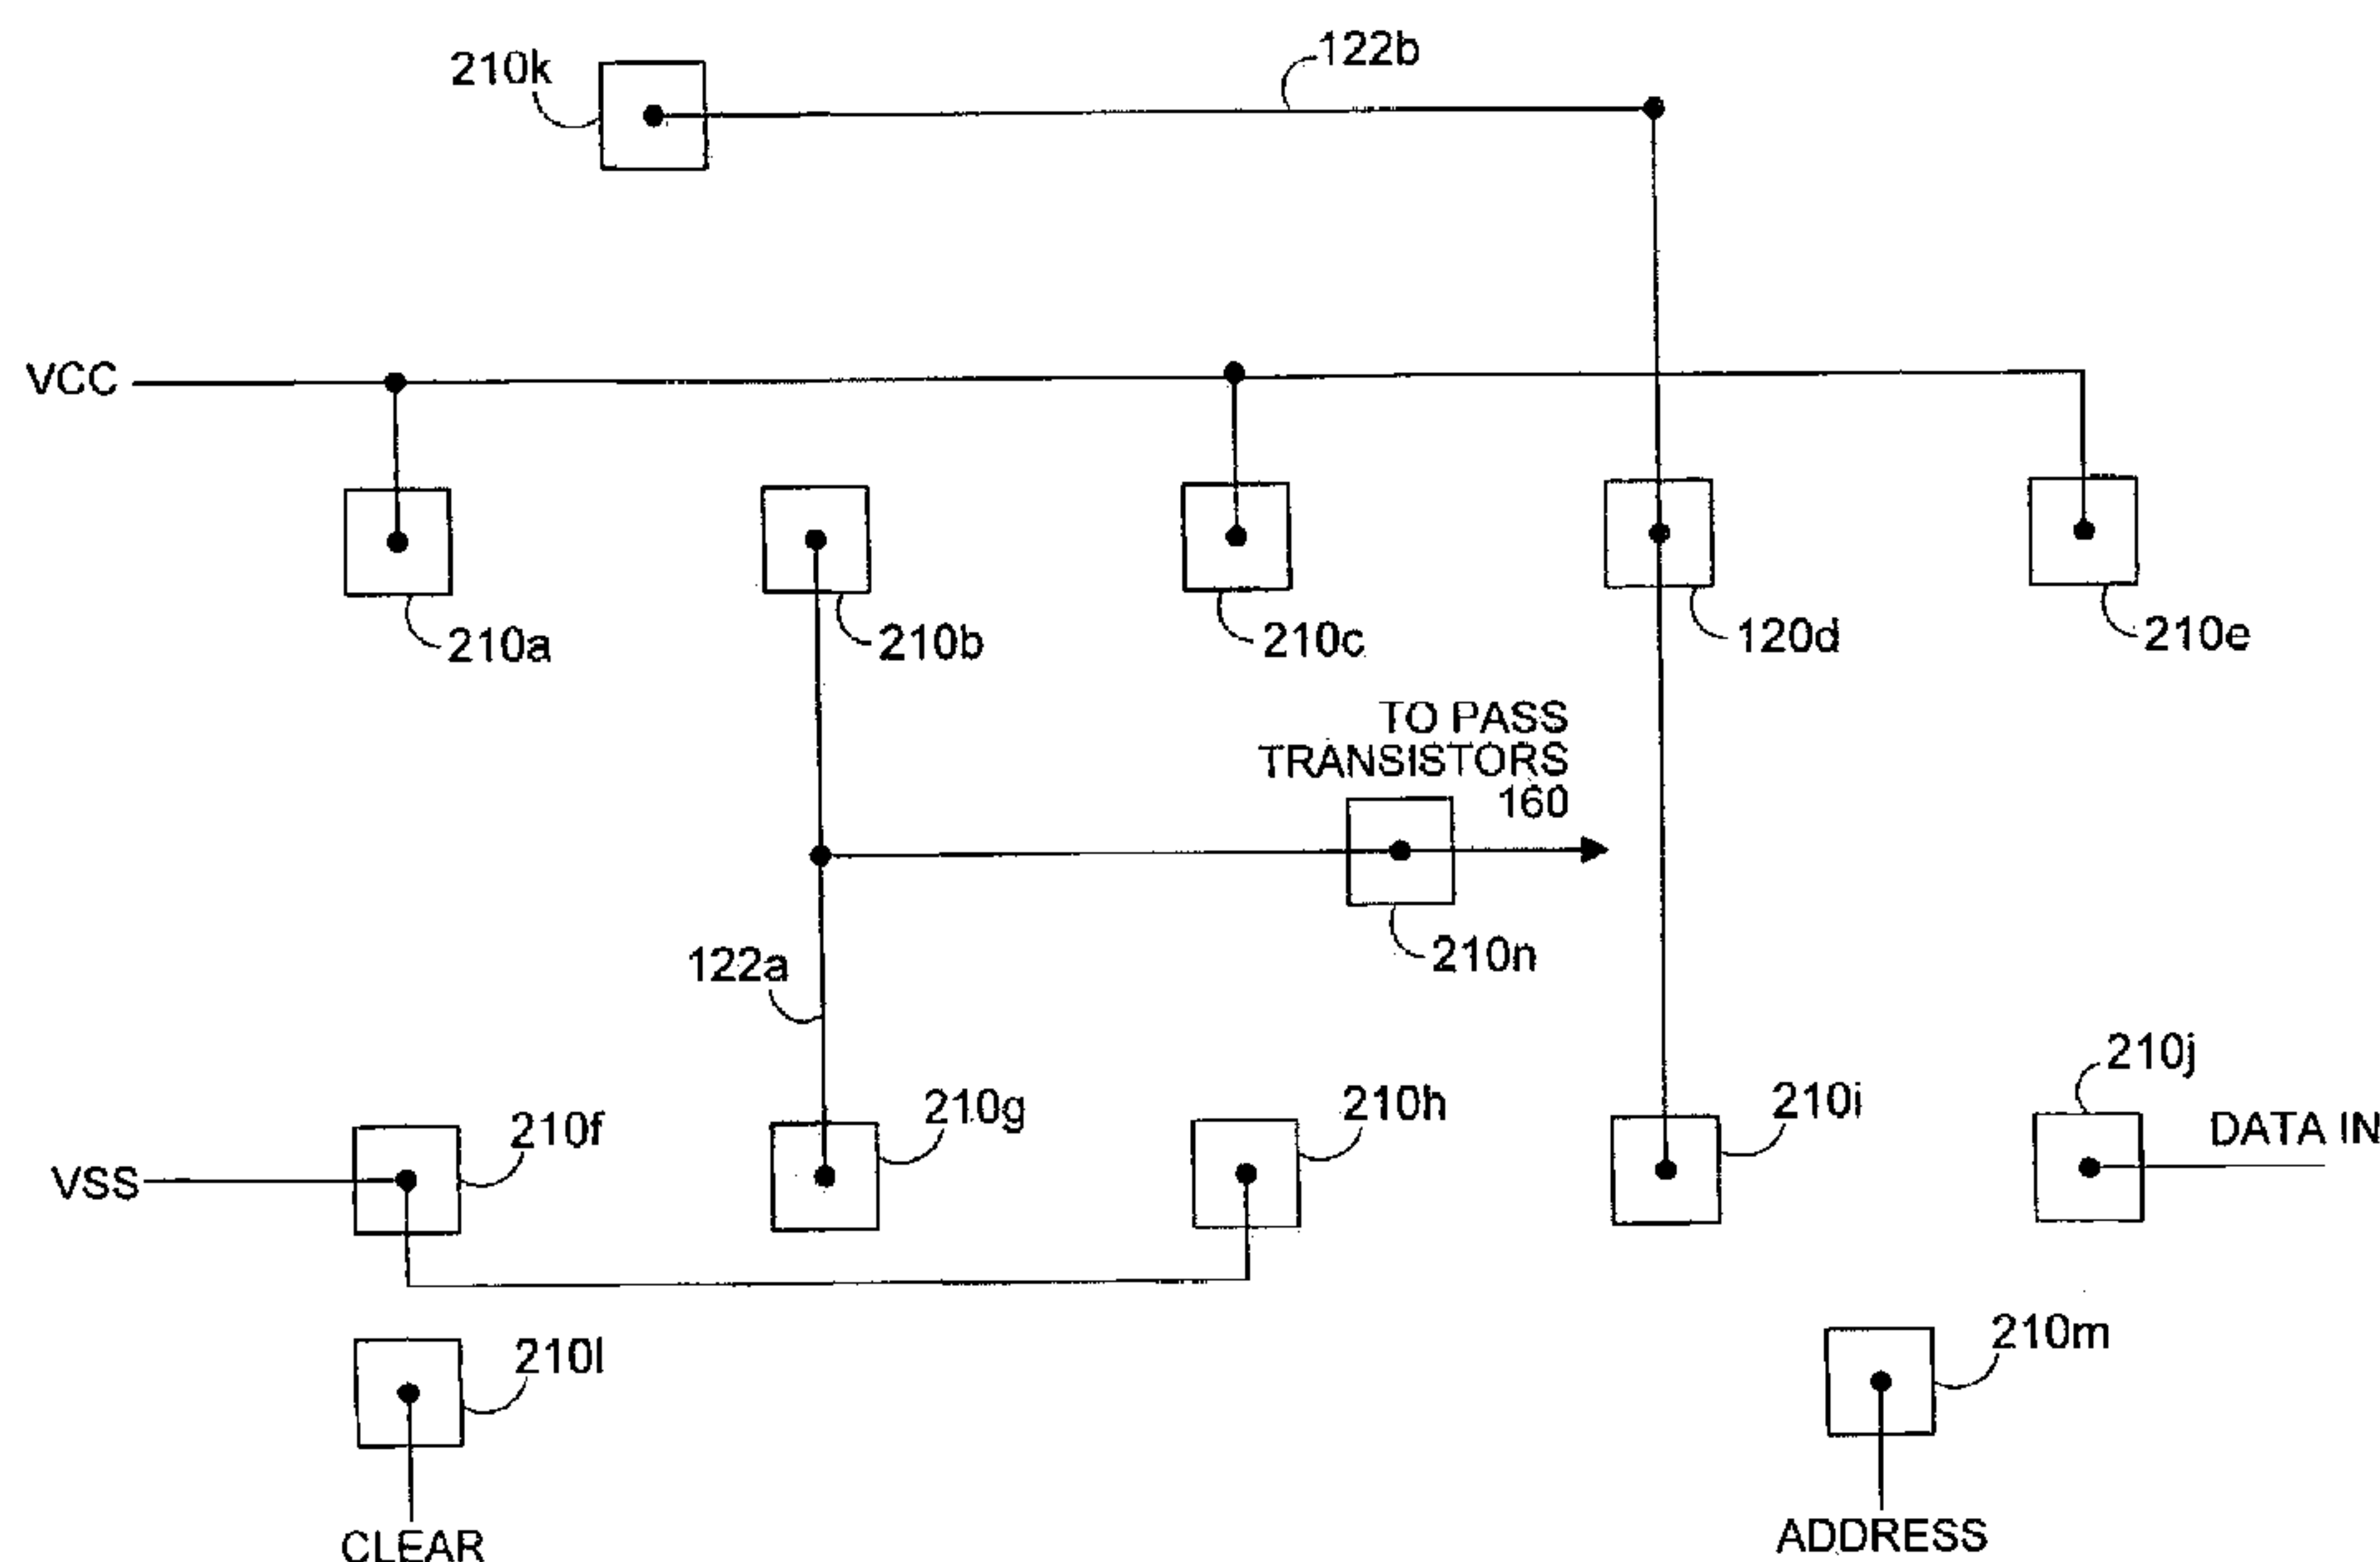 210k
122b
VCC
210a
210b
210c
120d
210e
TO PASS
TRANSISTORS
160
210n
122a
210j
210f
210g
210h
210i
DATA IN
VSS
210l
210m
CLEAR
ADDRESS